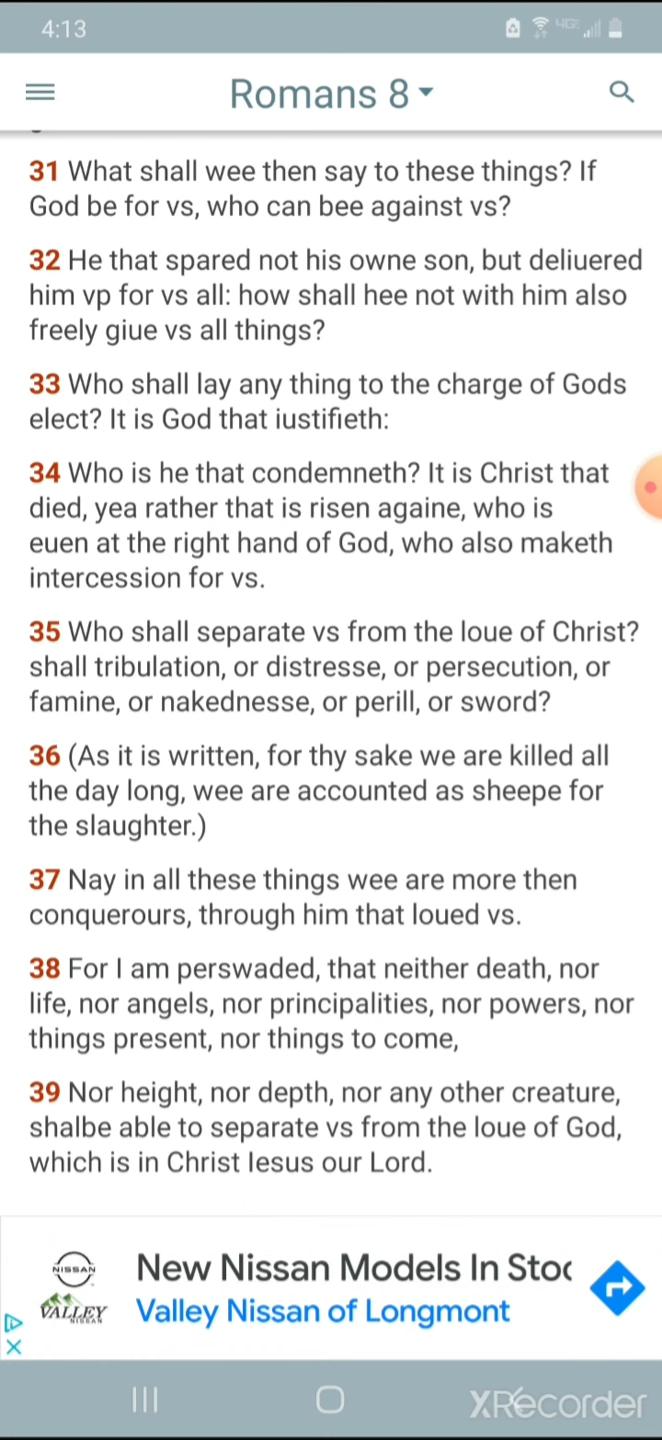 4:13
4GE
Romans 8
31 What shall wee then say to these things? If
God be for vs, who can bee against vs?
32 He that spared not his owne son, but deliuered
him vp for vs all: how shall hee not with him also
freely giue vs all things?
33 Who shall lay any thing to the charge of Gods
elect? It is God that iustifieth:
34 Who is he that condemneth? It is Christ that
died, yea rather that is risen againe, who is
euen at the right hand of God, who also maketh
intercession for vs.
35 Who shall separate vs from the loue of Christ?
shall tribulation, or distresse, or persecution, or
famine, or nakednesse, or perill, or sword?
36 (As it is written, for thy sake we are killed all
the day long, wee are accounted as sheepe for
the slaughter.)
37 Nay in all these things wee are more then
conquerours, through him that loued vs.
38 For I am perswaded, that neither death, nor
life, nor angels, nor principalities, nor powers, nor
things present, nor things to come,
39 Nor height, nor depth, nor any other creature,
shalbe able to separate vs from the loue of God,
which is in Christ Iesus our Lord.
NISSAN
VALLEY
NISSAN
New Nissan Models In Stoc
Valley Nissan of Longmont
XRecorder